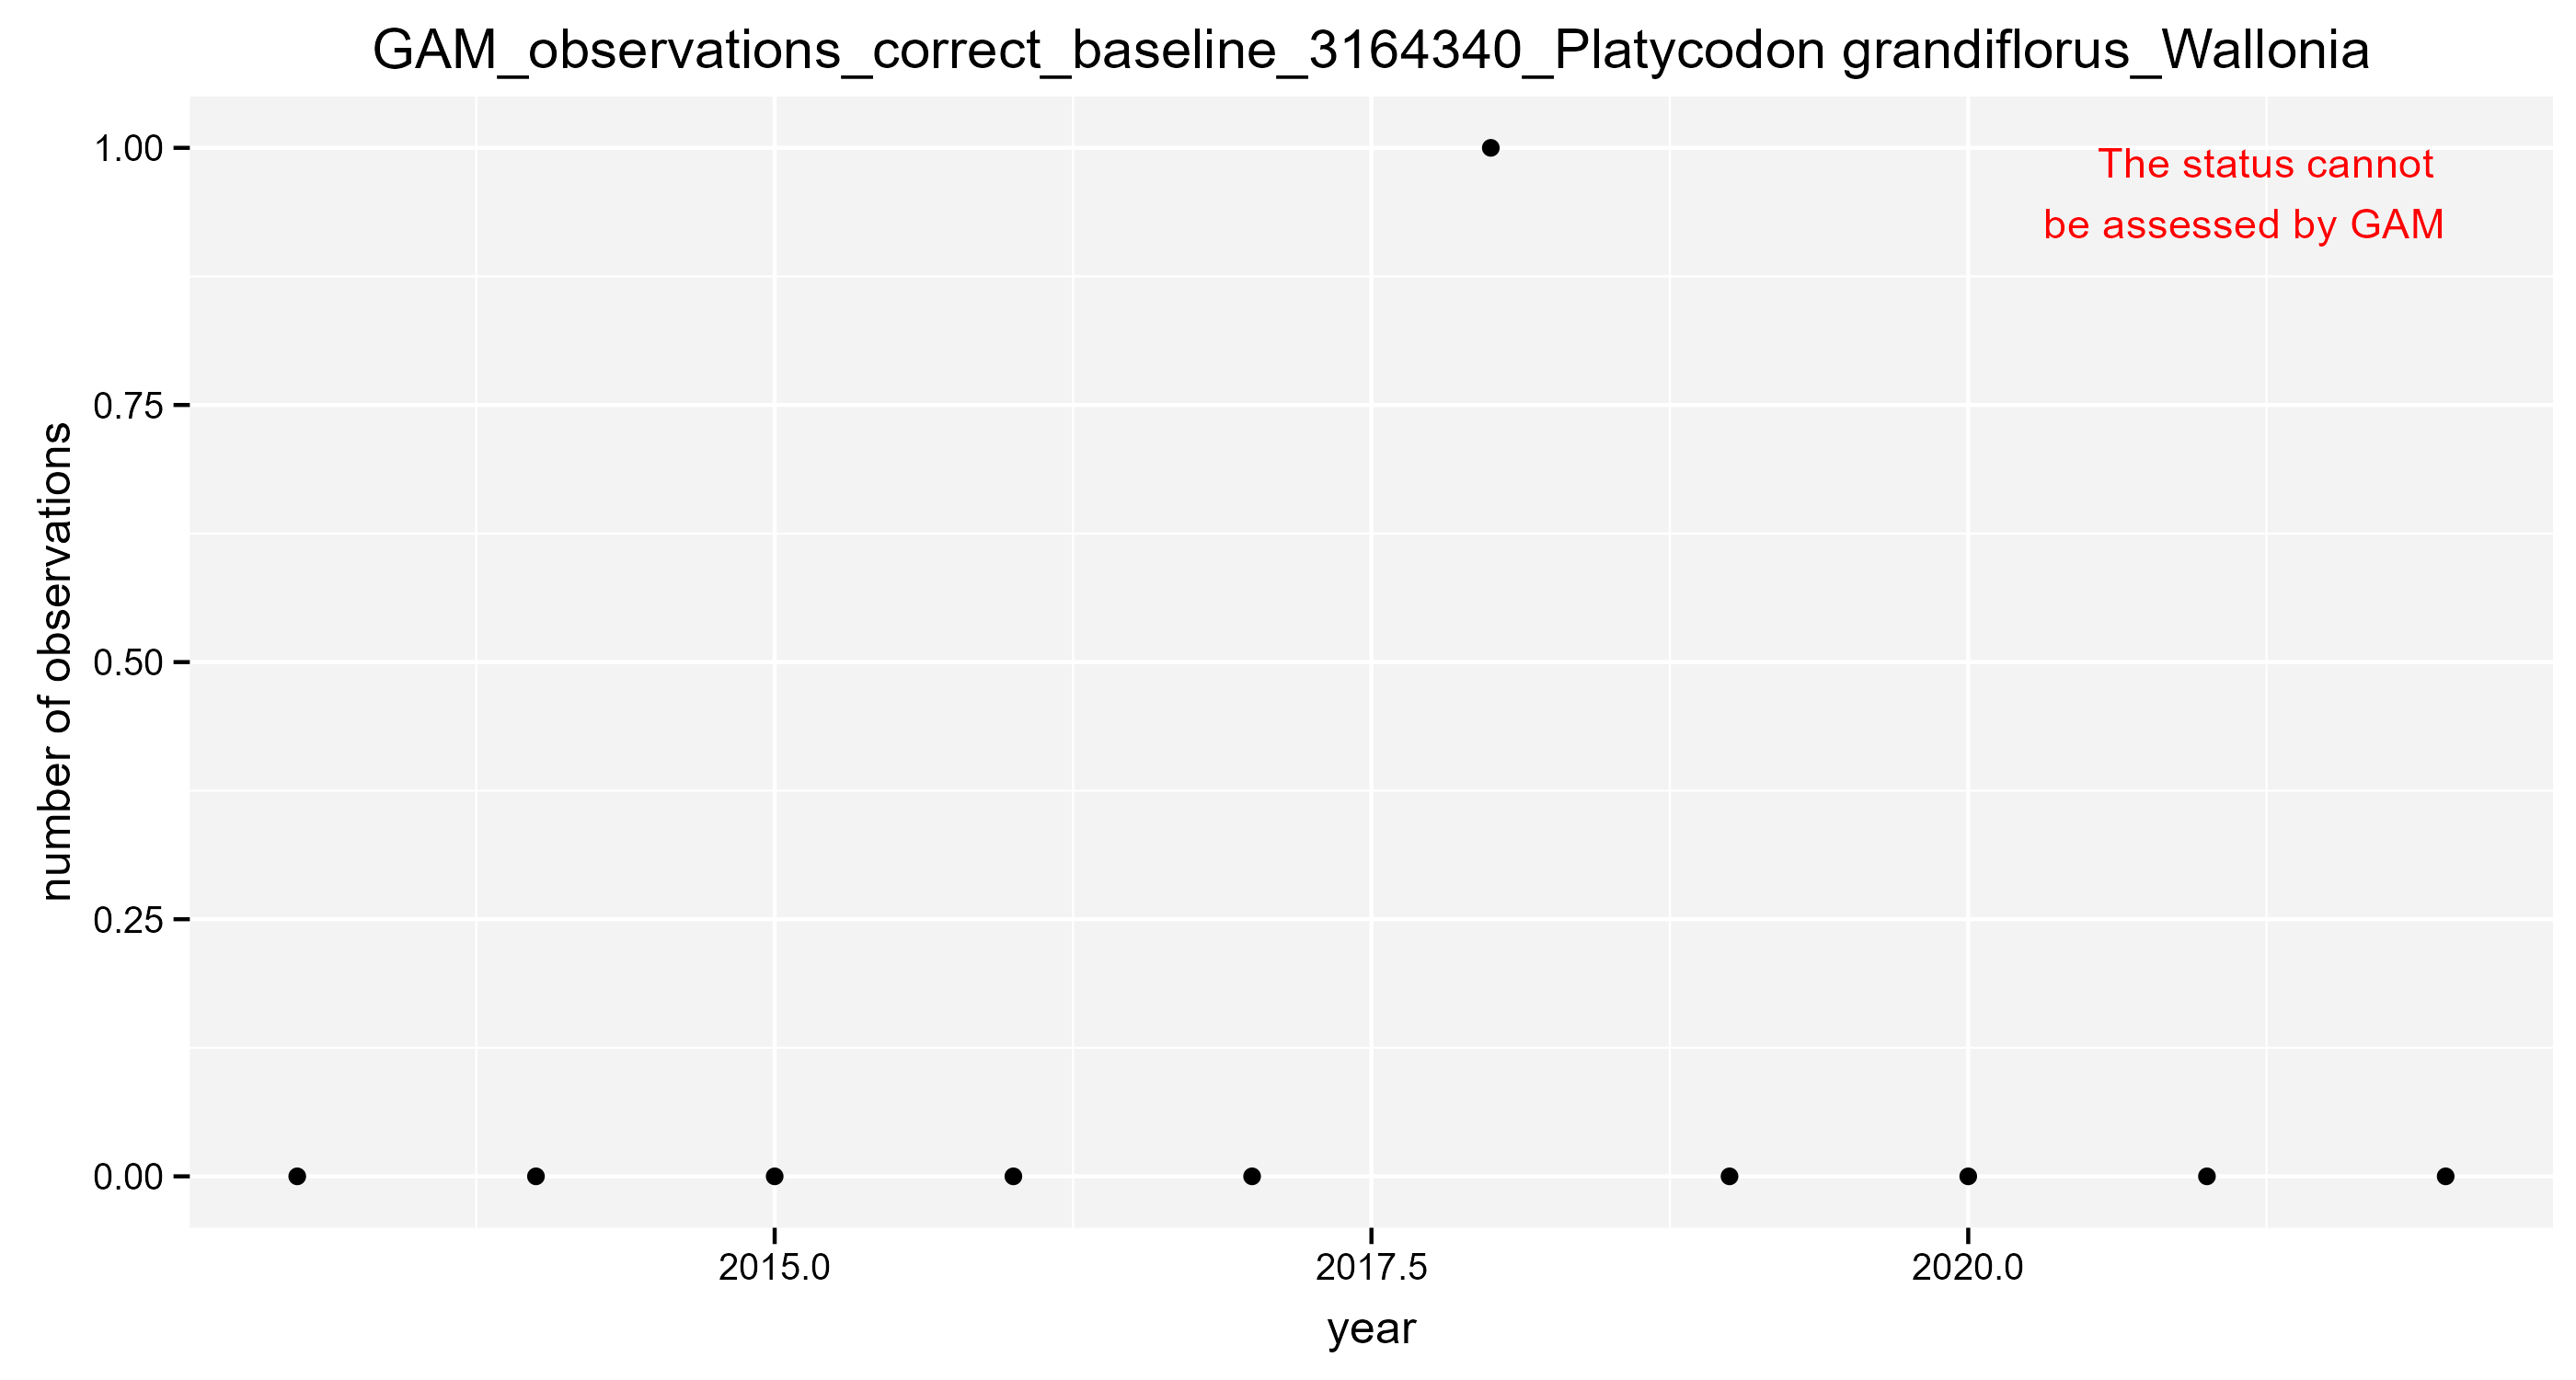 GAM_observations_correct_baseline_3164340_Platycodon grandiflorus_Wallonia
The status cannot
be assessed by GAM
1.00
0.75
0.50
0.25
0.00
number of observations
2015.0
2017.5
2020.0
year